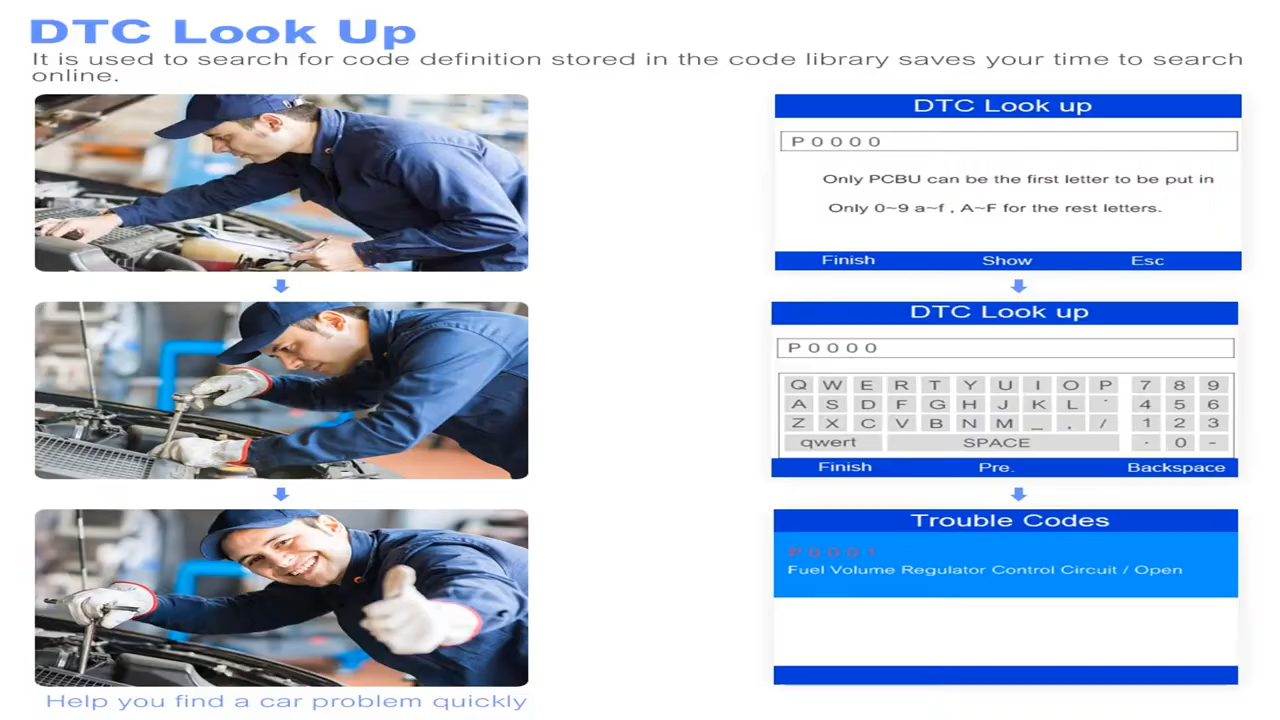 DTC Look Up
It is used to search for code definition stored in the code library saves your time to search
online.
DTC Look up
P0000
Only PCBU can be the first letter to be put in
Only 0~9 a~f , A~F for the rest letters.
Finish Show Esc
DTC Look up
P0000
Q W E R T Y U I O P 7 8 9
A S D F G H J K L 4 5 6
Z X C V B N M _ . / 1 2 3
qwert SPACE . 0 -
Finish Pre. Backspace
Trouble Codes
P0001
Fuel Volume Regulator Control Circuit / Open
Help you find a car problem quickly